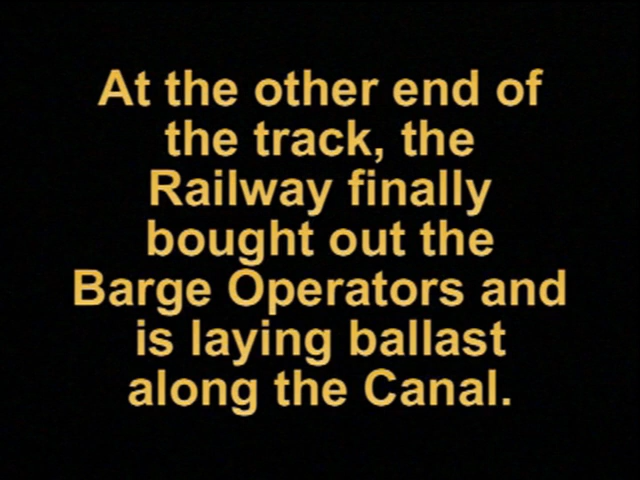 At the other end of
the track, the
Railway finally
bought out the
Barge Operators and
is laying ballast
along the Canal.